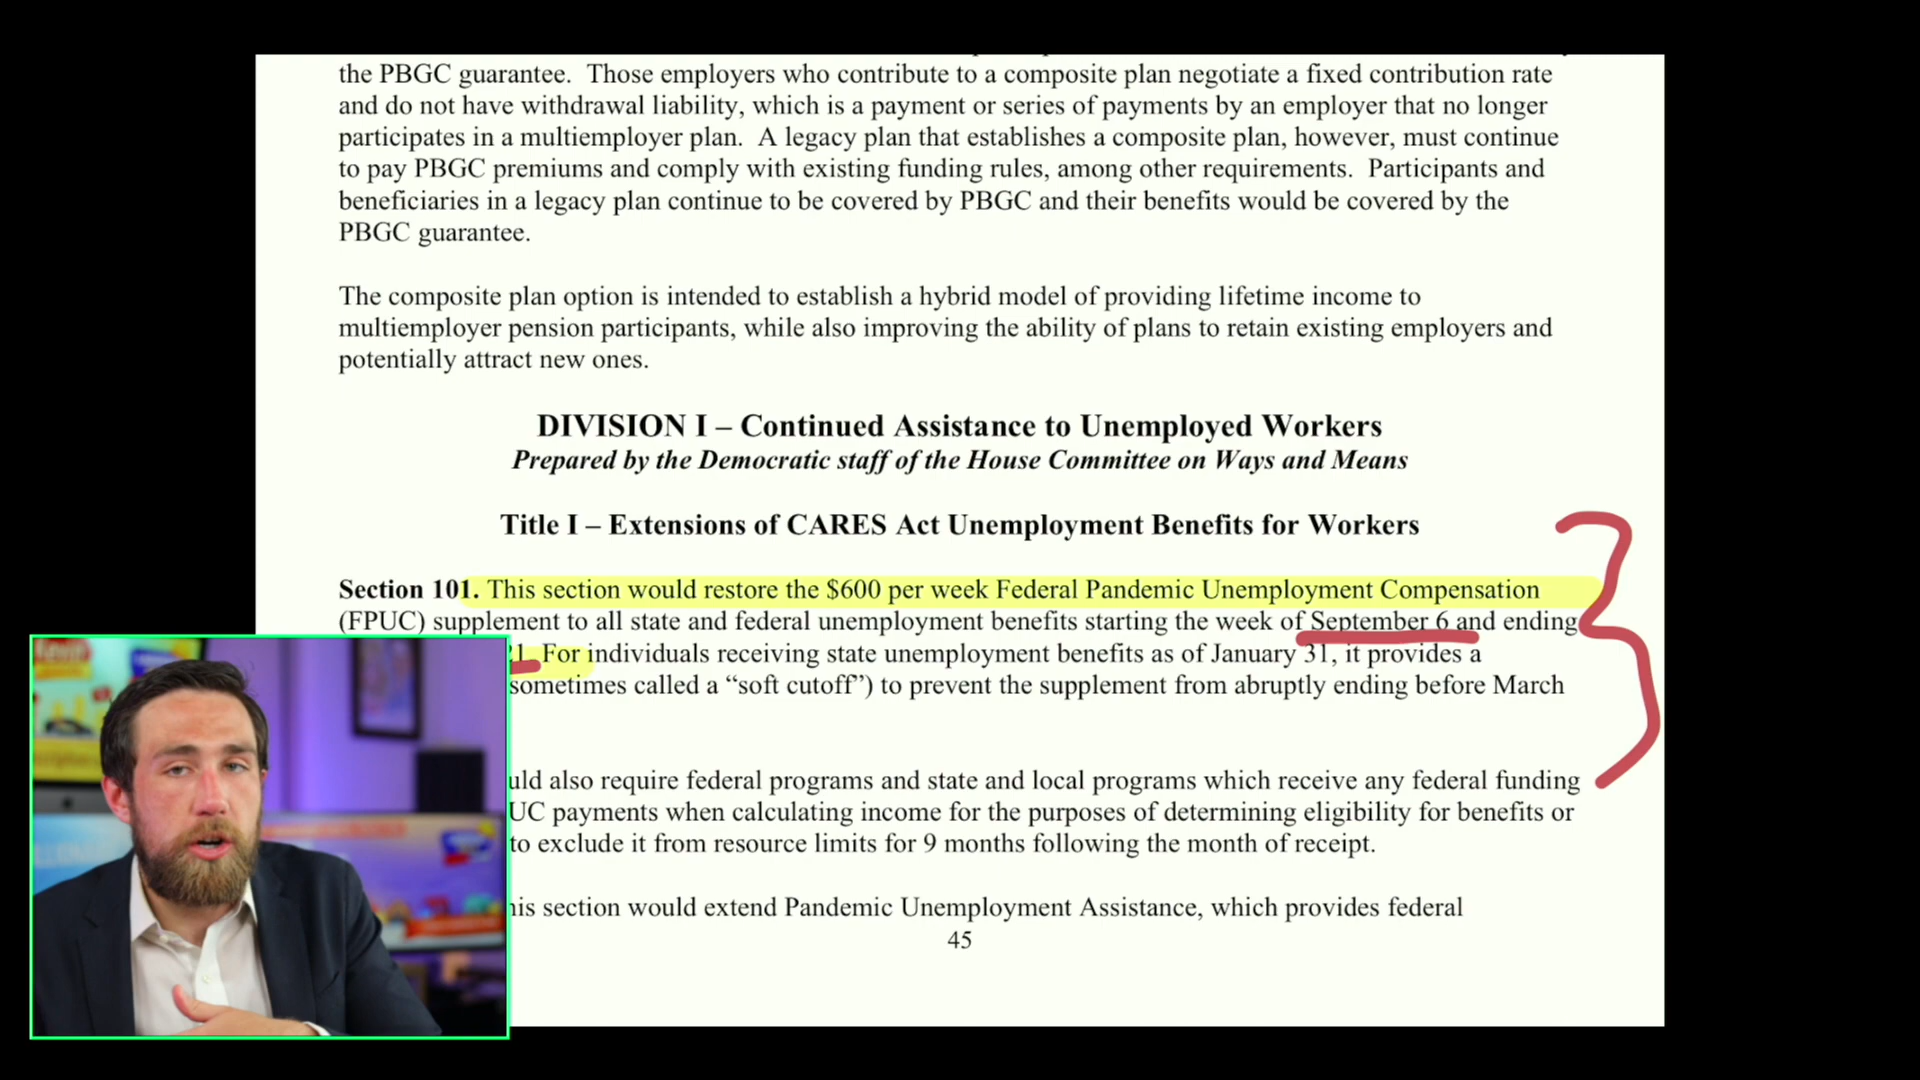 the PBGC guarantee. Those employers who contribute to a composite plan negotiate a fixed contribution rate
and do not have withdrawal liability, which is a payment or series of payments by an employer that no longer
participates in a multiemployer plan. A legacy plan that establishes a composite plan, however, must continue
to pay PBGC premiums and comply with existing funding rules, among other requirements. Participants and
beneficiaries in a legacy plan continue to be covered by PBGC and their benefits would be covered by the
PBGC guarantee.
The composite plan option is intended to establish a hybrid model of providing lifetime income to
multiemployer pension participants, while also improving the ability of plans to retain existing employers and
potentially attract new ones.
DIVISION I – Continued Assistance to Unemployed Workers
Prepared by the Democratic staff of the House Committee on Ways and Means
Title I – Extensions of CARES Act Unemployment Benefits for Workers
Section 101. This section would restore the $600 per week Federal Pandemic Unemployment Compensation
(FPUC) supplement to all state and federal unemployment benefits starting the week of September 6 and ending
21. For individuals receiving state unemployment benefits as of January 31, it provides a
sometimes called a “soft cutoff”) to prevent the supplement from abruptly ending before March
also require federal programs and state and local programs which receive any federal funding
UC payments when calculating income for the purposes of determining eligibility for benefits or
to exclude it from resource limits for 9 months following the month of receipt.
his section would extend Pandemic Unemployment Assistance, which provides federal
45